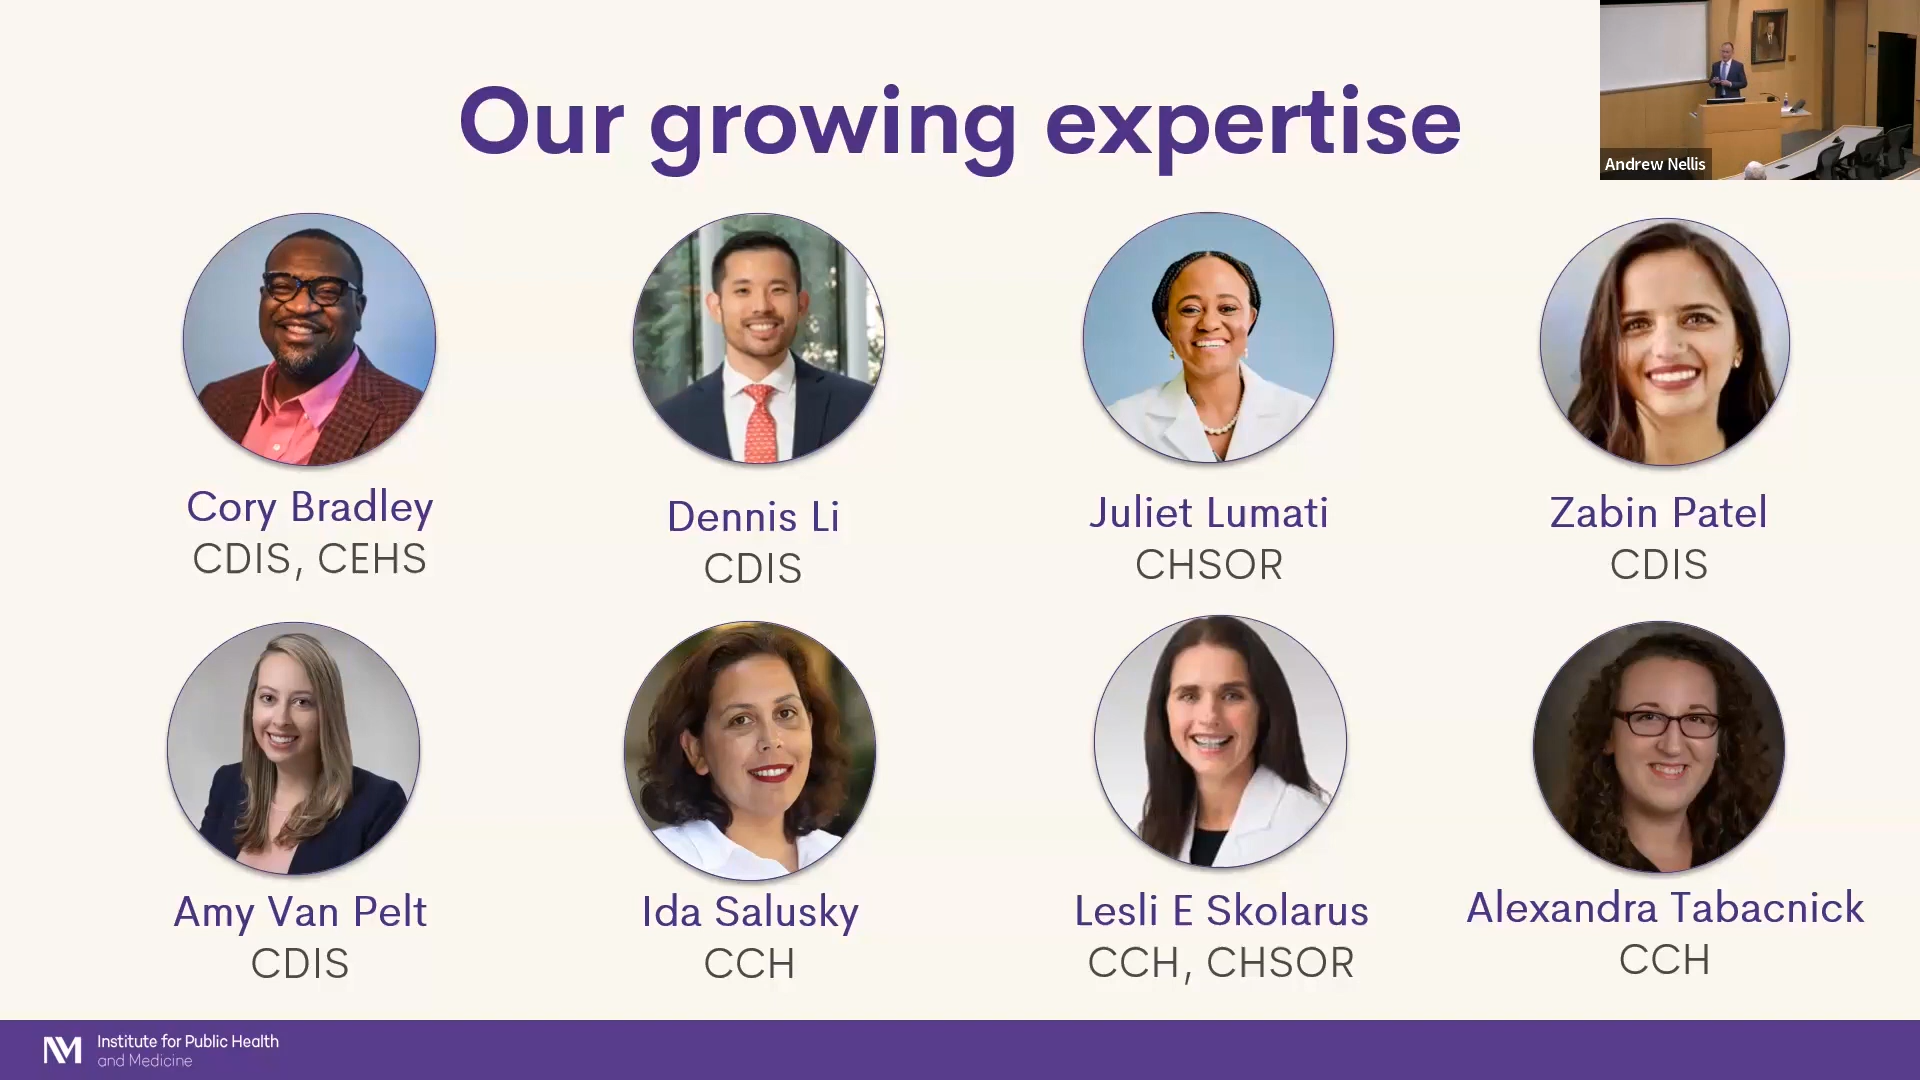 Our growing expertise
Andrew Nellis
Cory Bradley
CDIS, CEHS
Dennis Li
CDIS
Juliet Lumati
CHSOR
Zabin Patel
CDIS
Amy Van Pelt
CDIS
Ida Salusky
CCH
Lesli E Skolarus
CCH, CHSOR
Alexandra Tabacnick
CCH
NM
Institute for Public Health
and Medicine